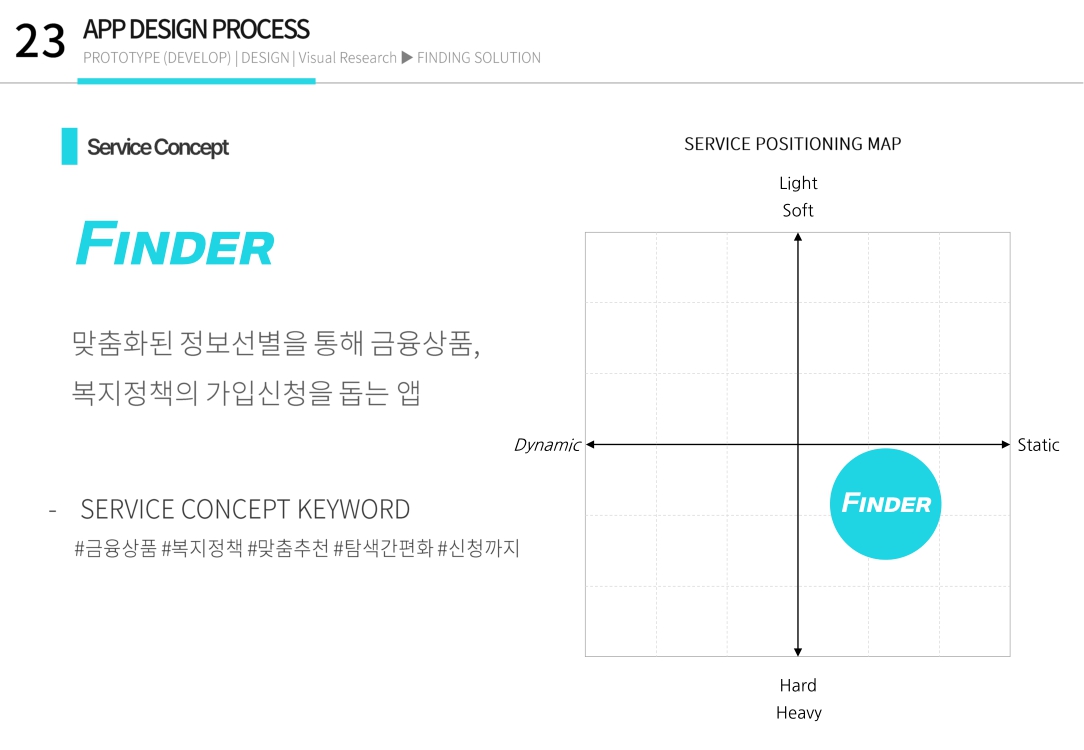 23
APP DESIGN PROCESS
PROTOTYPE (DEVELOP) | DESIGN | Visual Research ▶ FINDING SOLUTION
Service Concept
FINDER
맞춤화된 정보선별을 통해 금융상품,
복지정책의 가입신청을 돕는 앱
- SERVICE CONCEPT KEYWORD
#금융상품 #복지정책 #맞춤추천 #탐색간편화 #신청까지
SERVICE POSITIONING MAP
Light
Soft
Dynamic
Static
FINDER
Hard
Heavy